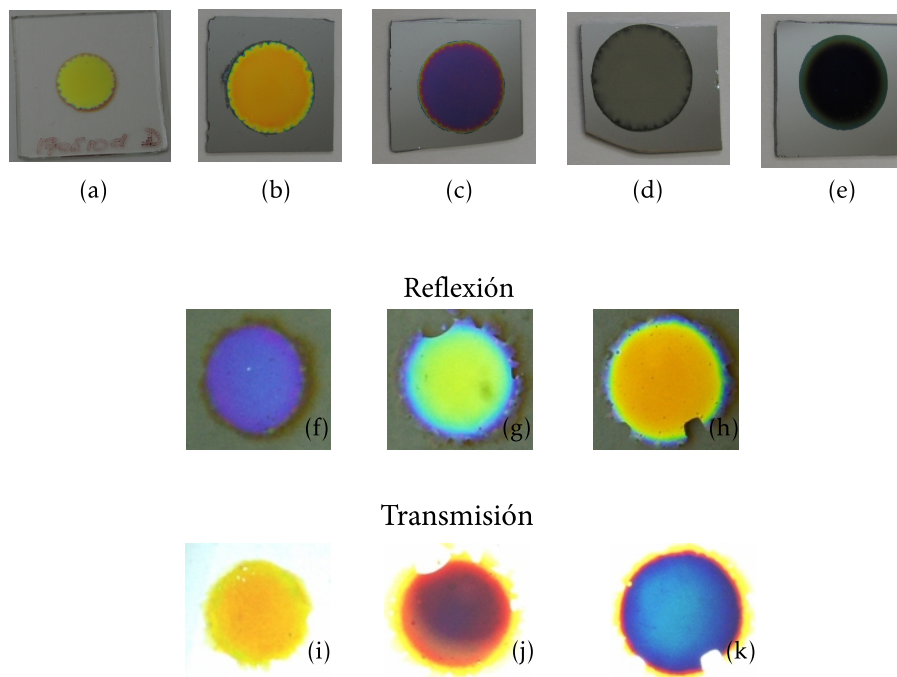 (a) (b) (c) (d) (e)
Reflexión
(f) (g) (h)
Transmisión
(i) (j) (k)